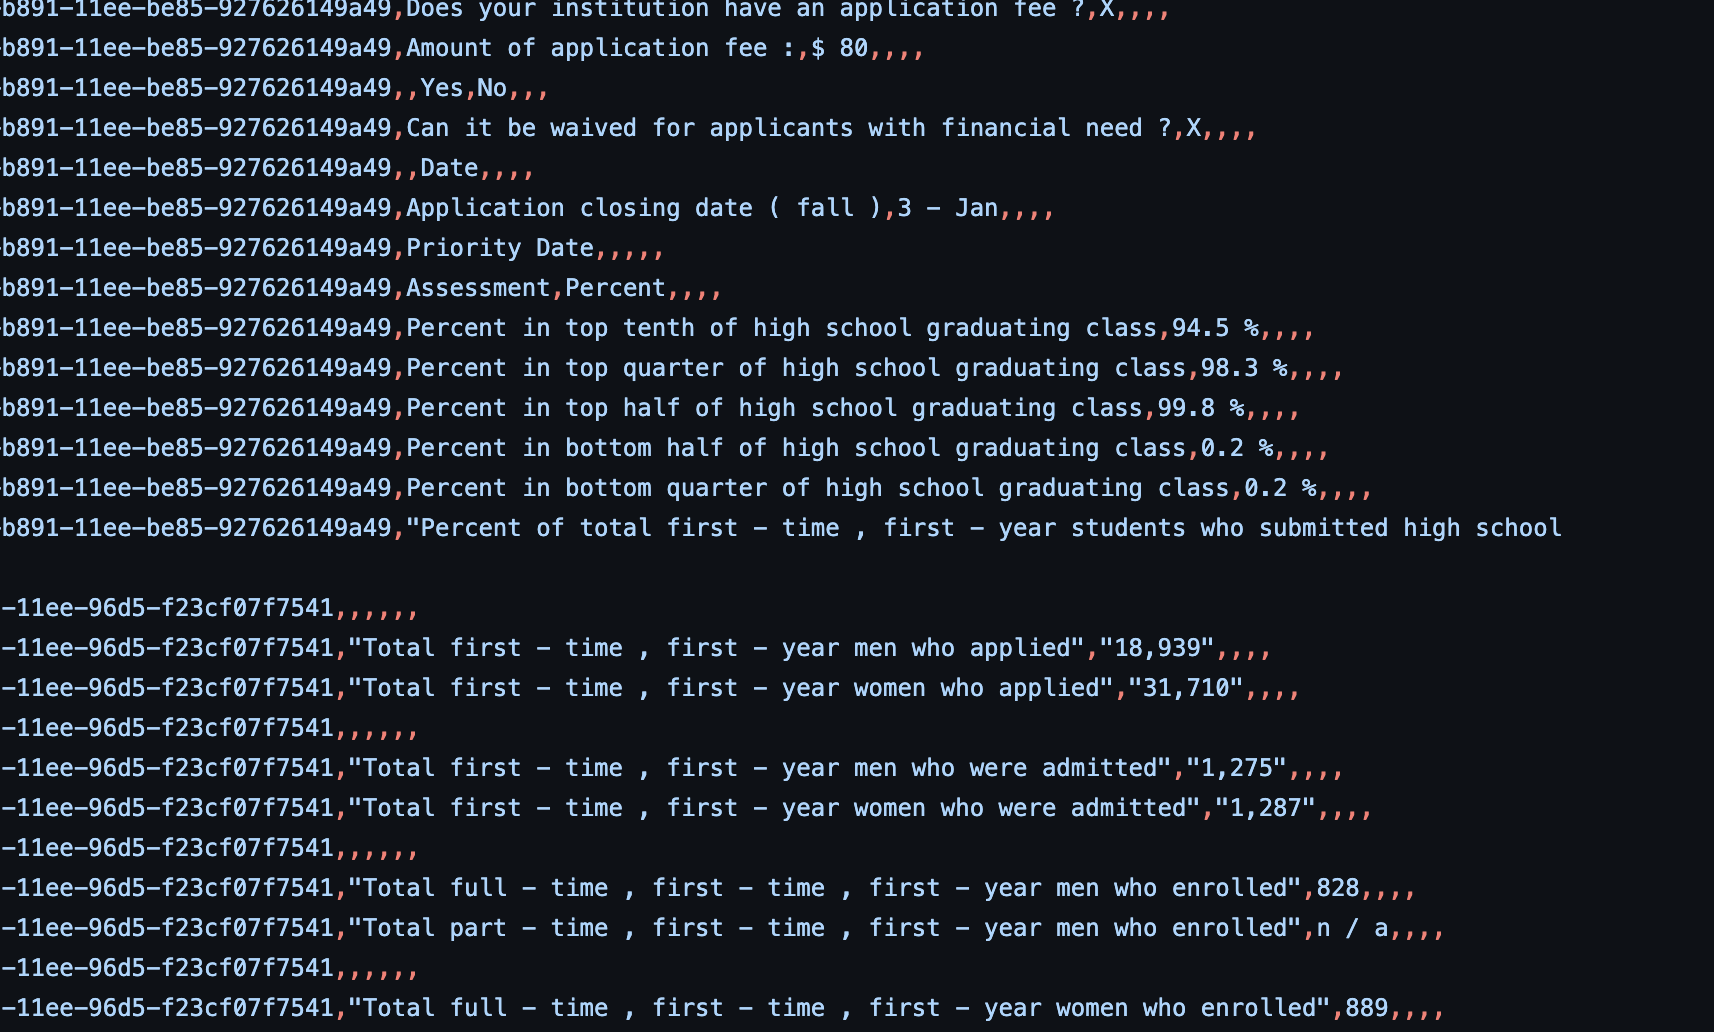 -b891-11ee-be85-927626149a49,Does your institution have an application fee ?,X,,,,
-b891-11ee-be85-927626149a49,Amount of application fee :,$ 80,,,,
-b891-11ee-be85-927626149a49,,Yes,No,,,
-b891-11ee-be85-927626149a49,Can it be waived for applicants with financial need ?,X,,,,
-b891-11ee-be85-927626149a49,,Date,,,,
-b891-11ee-be85-927626149a49,Application closing date ( fall ),3 - Jan,,,,
-b891-11ee-be85-927626149a49,Priority Date,,,,,
-b891-11ee-be85-927626149a49,Assessment,Percent,,,,
-b891-11ee-be85-927626149a49,Percent in top tenth of high school graduating class,94.5 %,,,,
-b891-11ee-be85-927626149a49,Percent in top quarter of high school graduating class,98.3 %,,,,
-b891-11ee-be85-927626149a49,Percent in top half of high school graduating class,99.8 %,,,,
-b891-11ee-be85-927626149a49,Percent in bottom half of high school graduating class,0.2 %,,,,
-b891-11ee-be85-927626149a49,Percent in bottom quarter of high school graduating class,0.2 %,,,,
-b891-11ee-be85-927626149a49,"Percent of total first - time , first - year students who submitted high school
-11ee-96d5-f23cf07f7541,,,,,,
-11ee-96d5-f23cf07f7541,"Total first - time , first - year men who applied","18,939",,,,
-11ee-96d5-f23cf07f7541,"Total first - time , first - year women who applied","31,710",,,,
-11ee-96d5-f23cf07f7541,,,,,,
-11ee-96d5-f23cf07f7541,"Total first - time , first - year men who were admitted","1,275",,,,
-11ee-96d5-f23cf07f7541,"Total first - time , first - year women who were admitted","1,287",,,,
-11ee-96d5-f23cf07f7541,,,,,,
-11ee-96d5-f23cf07f7541,"Total full - time , first - time , first - year men who enrolled",828,,,,
-11ee-96d5-f23cf07f7541,"Total part - time , first - time , first - year men who enrolled",n / a,,,,
-11ee-96d5-f23cf07f7541,,,,,,
-11ee-96d5-f23cf07f7541,"Total full - time , first - time , first - year women who enrolled",889,,,,